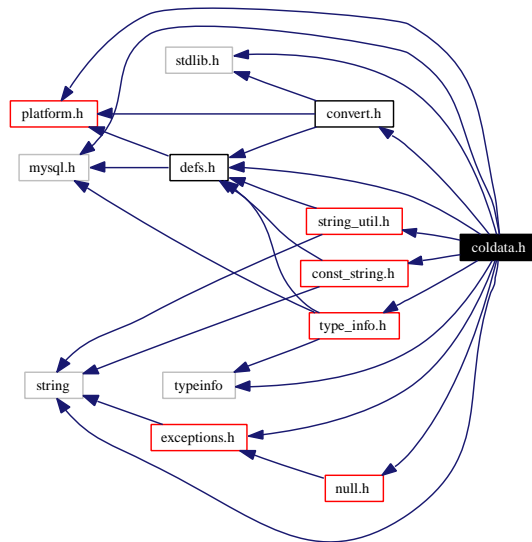 stdlib.h
platform.h
convert.h
mysql.h
defs.h
string_util.h
coldata.h
const_string.h
type_info.h
string
typeinfo
exceptions.h
null.h